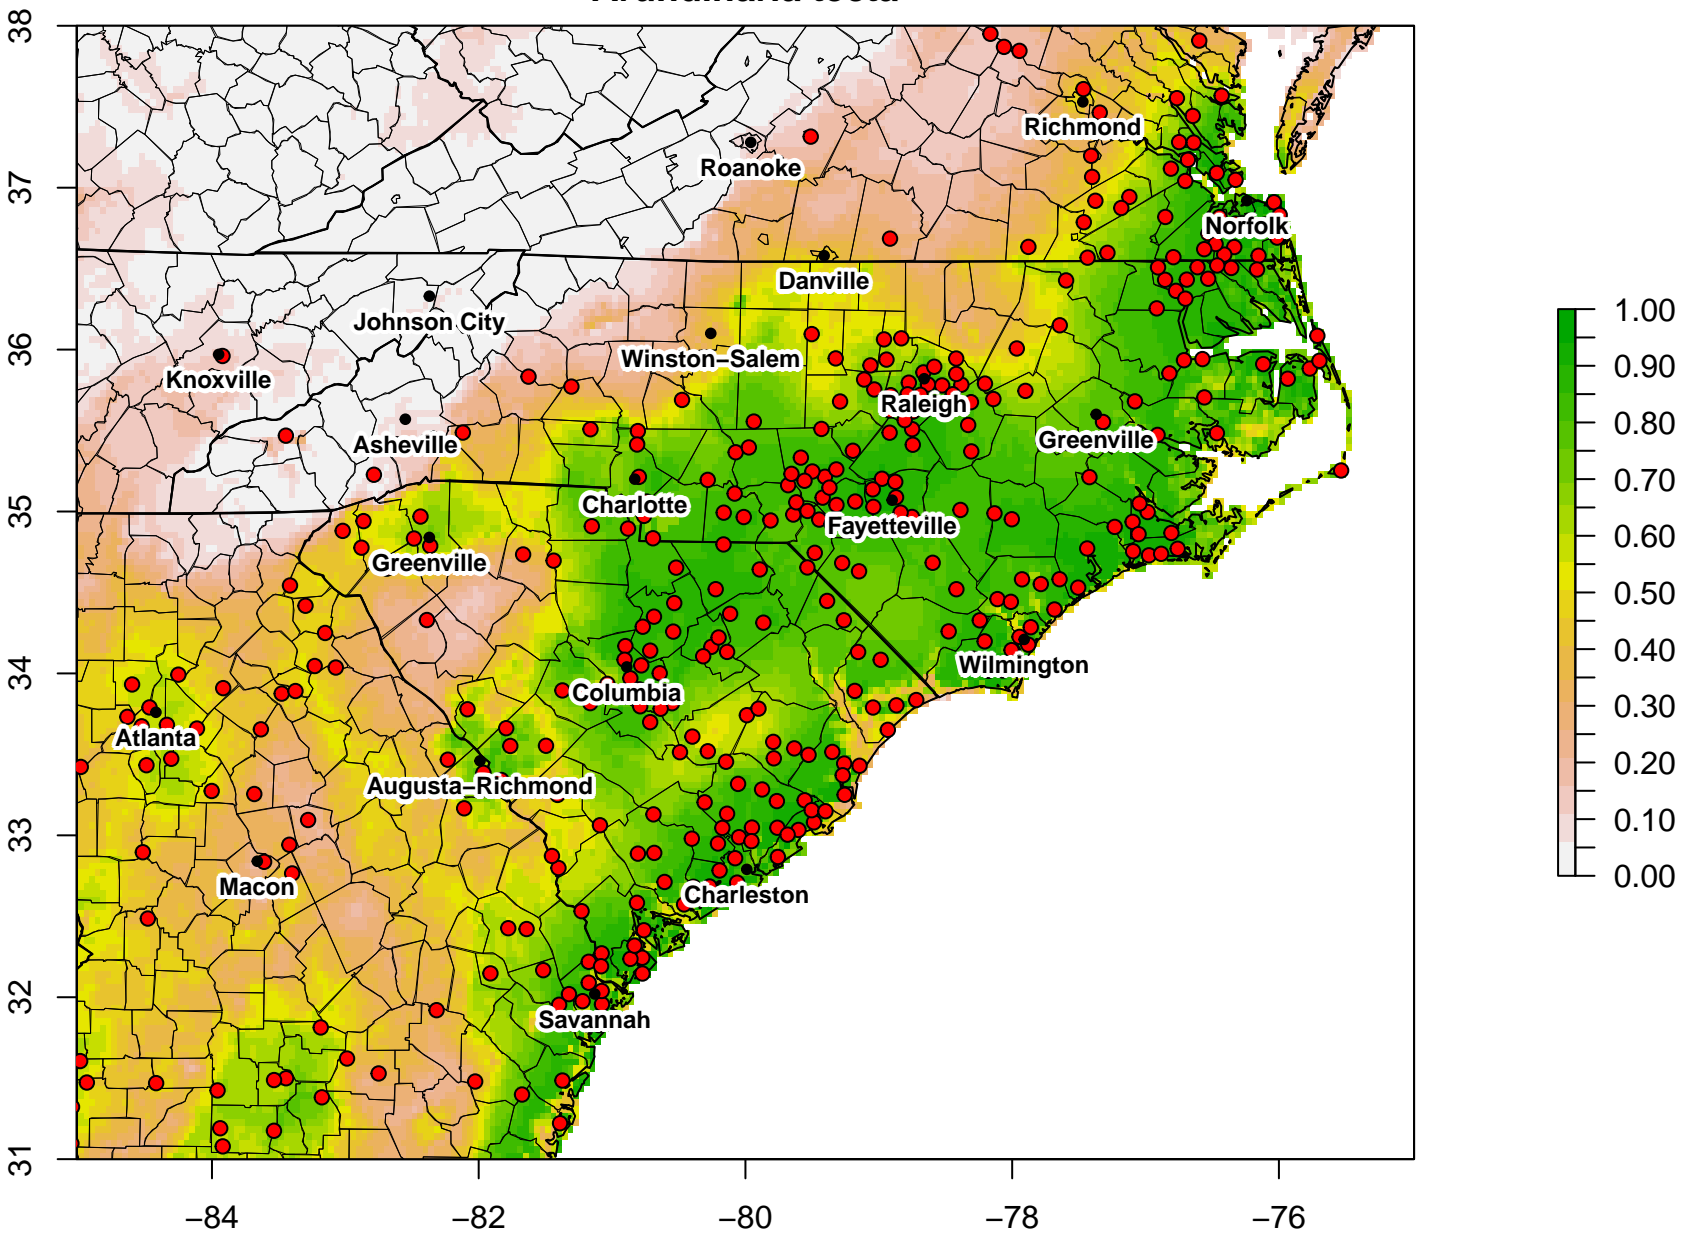 Arundinaria tecta
38
37
36
35
34
33
32
31
Richmond
Roanoke
Norfolk
Danville
Johnson City
Winston–Salem
Knoxville
Raleigh
Asheville
Greenville
Charlotte
Fayetteville
Greenville
Wilmington
Columbia
Atlanta
Augusta–Richmond
Macon
Charleston
Savannah
−84
−82
−80
−78
−76
1.00
0.90
0.80
0.70
0.60
0.50
0.40
0.30
0.20
0.10
0.00